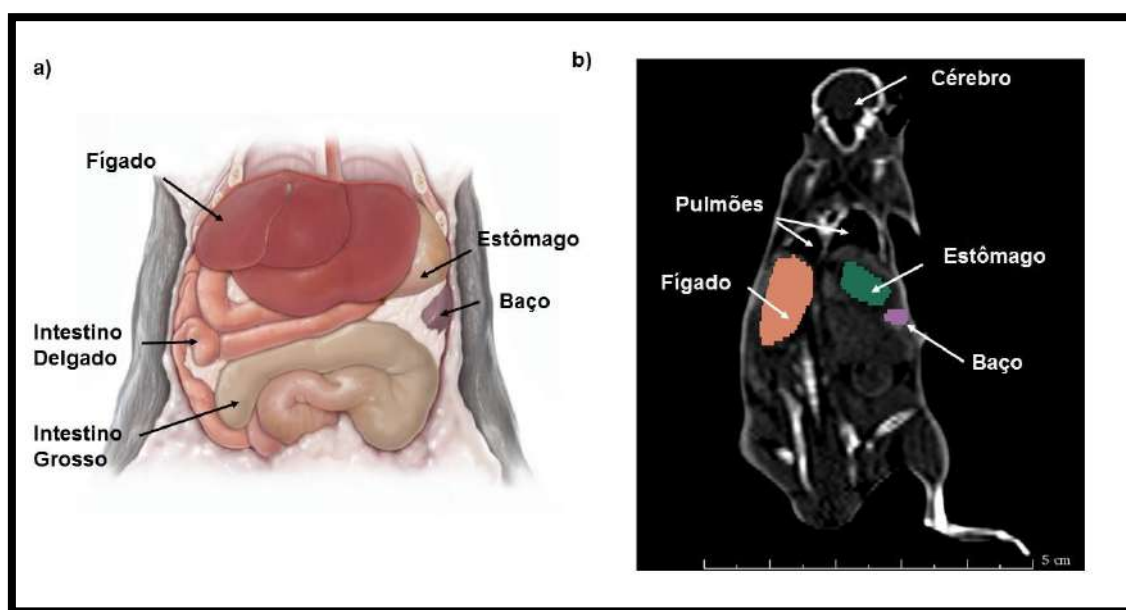 a)
Fígado
Estômago
Baço
Intestino
Delgado
Intestino
Grosso
b)
Cérebro
Pulmões
Estômago
Fígado
Baço
5 cm